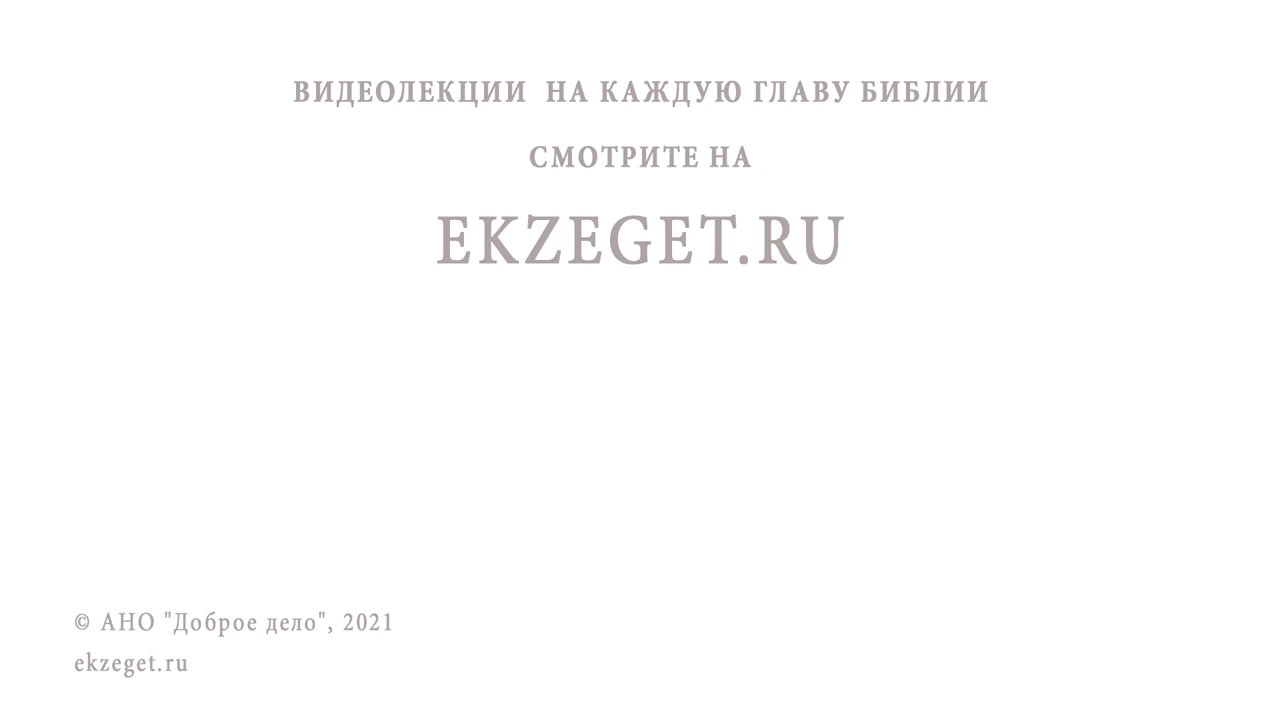 ВИДЕОЛЕКЦИИ НА КАЖДУЮ ГЛАВУ БИБЛИИ
СМОТРИТЕ НА
EKZEGET.RU
© АНО "Доброе дело", 2021
ekzeget.ru